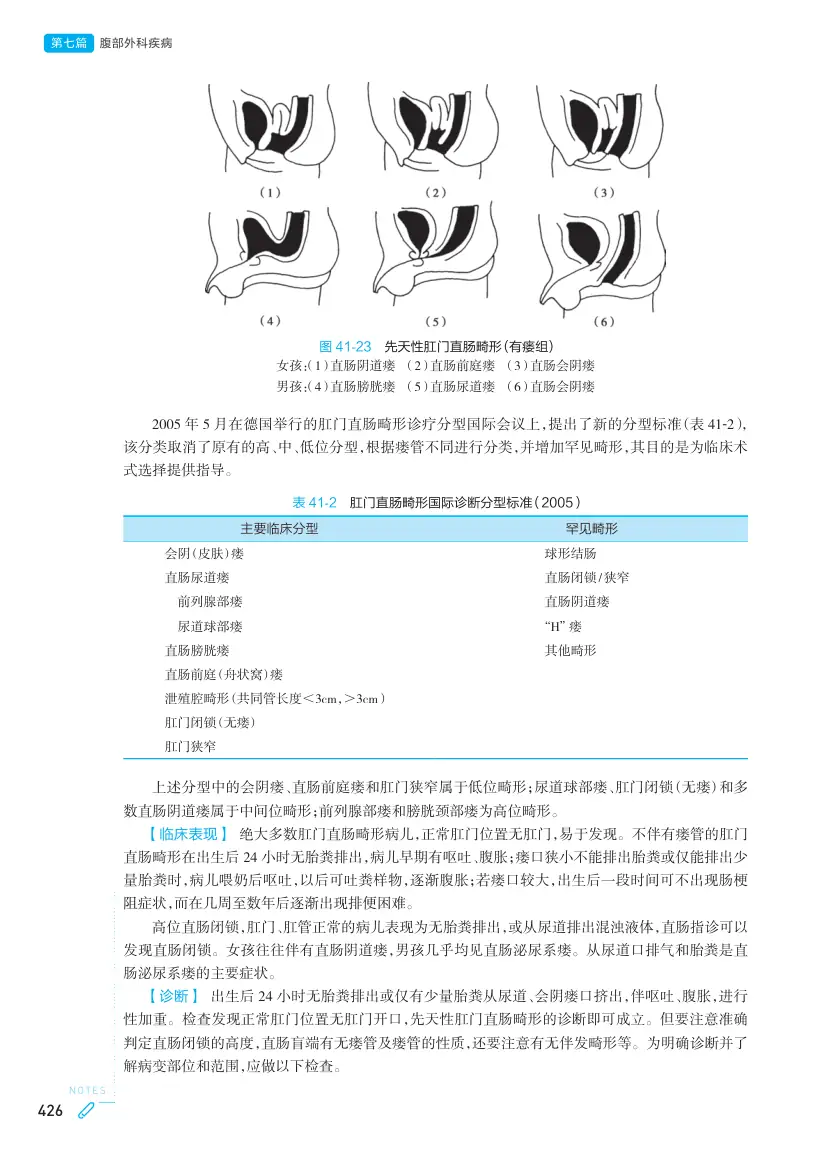 第七篇 腹部外科疾病
(1) (2) (3)
(4) (5) (6)
图 41-23 先天性肛门直肠畸形(有瘘组)
女孩:(1)直肠阴道瘘 (2)直肠前庭瘘 (3)直肠会阴瘘
男孩:(4)直肠膀胱瘘 (5)直肠尿道瘘 (6)直肠会阴瘘
2005 年 5 月在德国举行的肛门直肠畸形诊疗分型国际会议上,提出了新的分型标准(表 41-2),
该分类取消了原有的高、中、低位分型,根据瘘管不同进行分类,并增加罕见畸形,其目的是为临床术
式选择提供指导。
表 41-2 肛门直肠畸形国际诊断分型标准(2005)
主要临床分型 罕见畸形
会阴(皮肤)瘘 球形结肠
直肠尿道瘘 直肠闭锁/狭窄
前列腺部瘘 直肠阴道瘘
尿道球部瘘 “H”瘘
直肠膀胱瘘 其他畸形
直肠前庭(舟状窝)瘘
泄殖腔畸形(共同管长度<3cm,>3cm)
肛门闭锁(无瘘)
肛门狭窄
上述分型中的会阴瘘、直肠前庭瘘和肛门狭窄属于低位畸形;尿道球部瘘、肛门闭锁(无瘘)和多
数直肠阴道瘘属于中间位畸形;前列腺部瘘和膀胱颈部瘘为高位畸形。
【临床表现】 绝大多数肛门直肠畸形病儿,正常肛门位置无肛门,易于发现。不伴有瘘管的肛门
直肠畸形在出生后 24 小时无胎粪排出,病儿早期有呕吐、腹胀;瘘口狭小不能排出胎粪或仅能排出少
量胎粪时,病儿喂奶后呕吐,以后可吐粪样物,逐渐腹胀;若瘘口较大,出生后一段时间可不出现肠梗
阻症状,而在几周至数年后逐渐出现排便困难。
高位直肠闭锁,肛门、肛管正常的病儿表现为无胎粪排出,或从尿道排出混浊液体,直肠指诊可以
发现直肠闭锁。女孩往往伴有直肠阴道瘘,男孩几乎均见直肠泌尿系瘘。从尿道口排气和胎粪是直
肠泌尿系瘘的主要症状。
【诊断】 出生后 24 小时无胎粪排出或仅有少量胎粪从尿道、会阴瘘口挤出,伴呕吐、腹胀,进行
性加重。检查发现正常肛门位置无肛门开口,先天性肛门直肠畸形的诊断即可成立。但要注意准确
判定直肠闭锁的高度,直肠盲端有无瘘管及瘘管的性质,还要注意有无伴发畸形等。为明确诊断并了
解病变部位和范围,应做以下检查。
NOTES
426